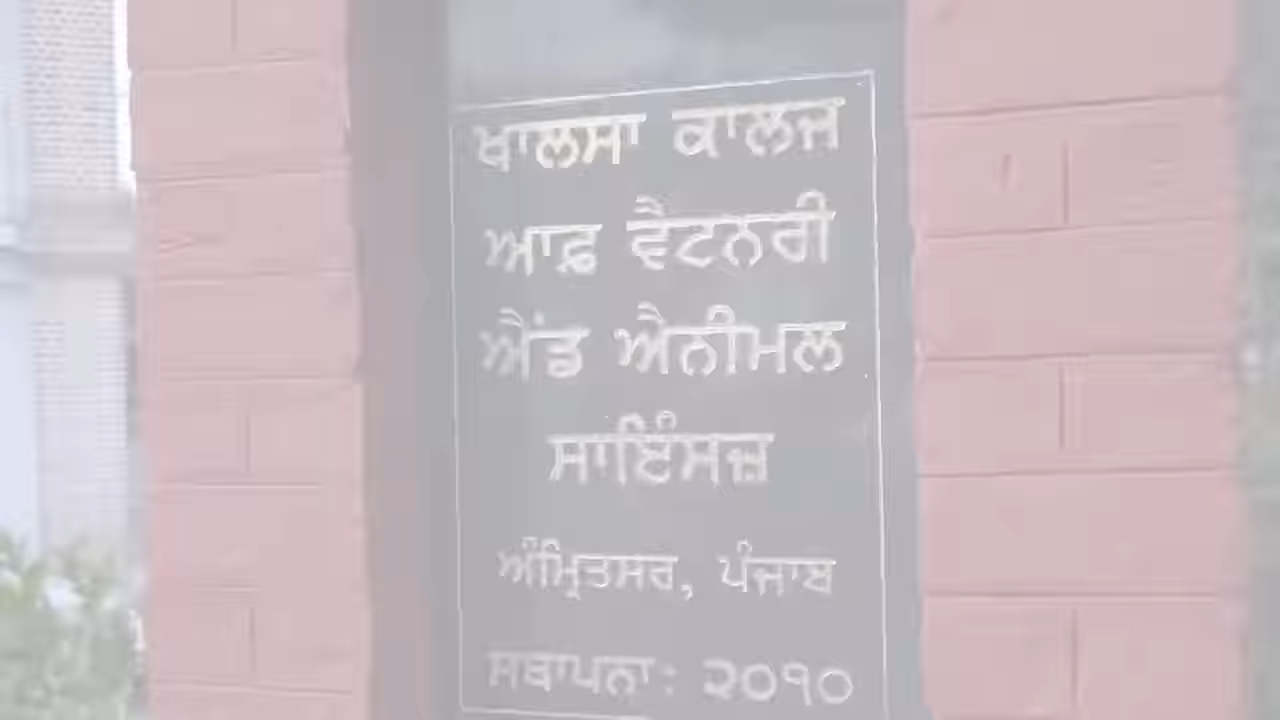 ਖਾਲਸਾ ਕਾਲਜ
ਆਫ਼ ਵੈਟਨਰੀ
ਐਂਡ ਐਨੀਮਲ
ਸਾਇੰਸਜ਼
ਅੰਮ੍ਰਿਤਸਰ, ਪੰਜਾਬ
ਸਥਾਪਨਾ: ੨੦੧੦